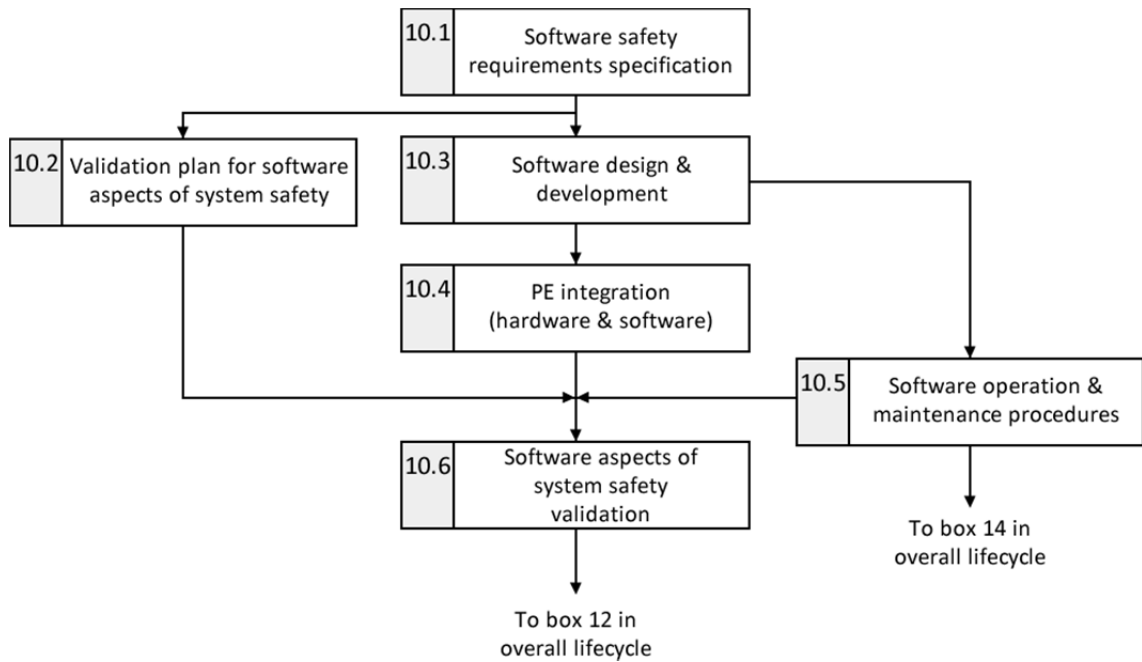 10.1
Software safety
requirements specification
10.2
Validation plan for software
aspects of system safety
10.3
Software design &
development
10.4
PE integration
(hardware & software)
10.5
Software operation &
maintenance procedures
10.6
Software aspects of
system safety
validation
To box 14 in
overall lifecycle
To box 12 in
overall lifecycle